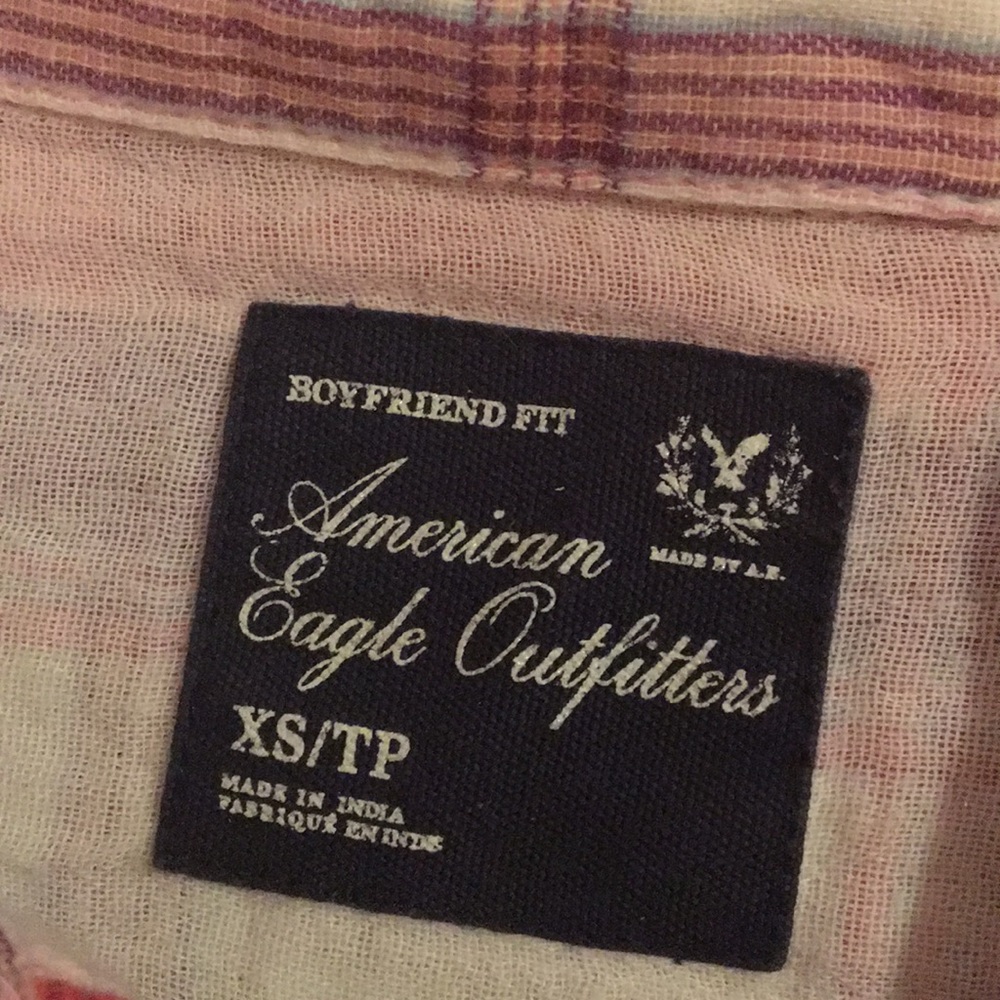 BOYFRIEND FIT
MADE BY A.E.
American
Eagle Outfitters
XS/TP
MADE IN INDIA
FABRIQUÉ EN INDE